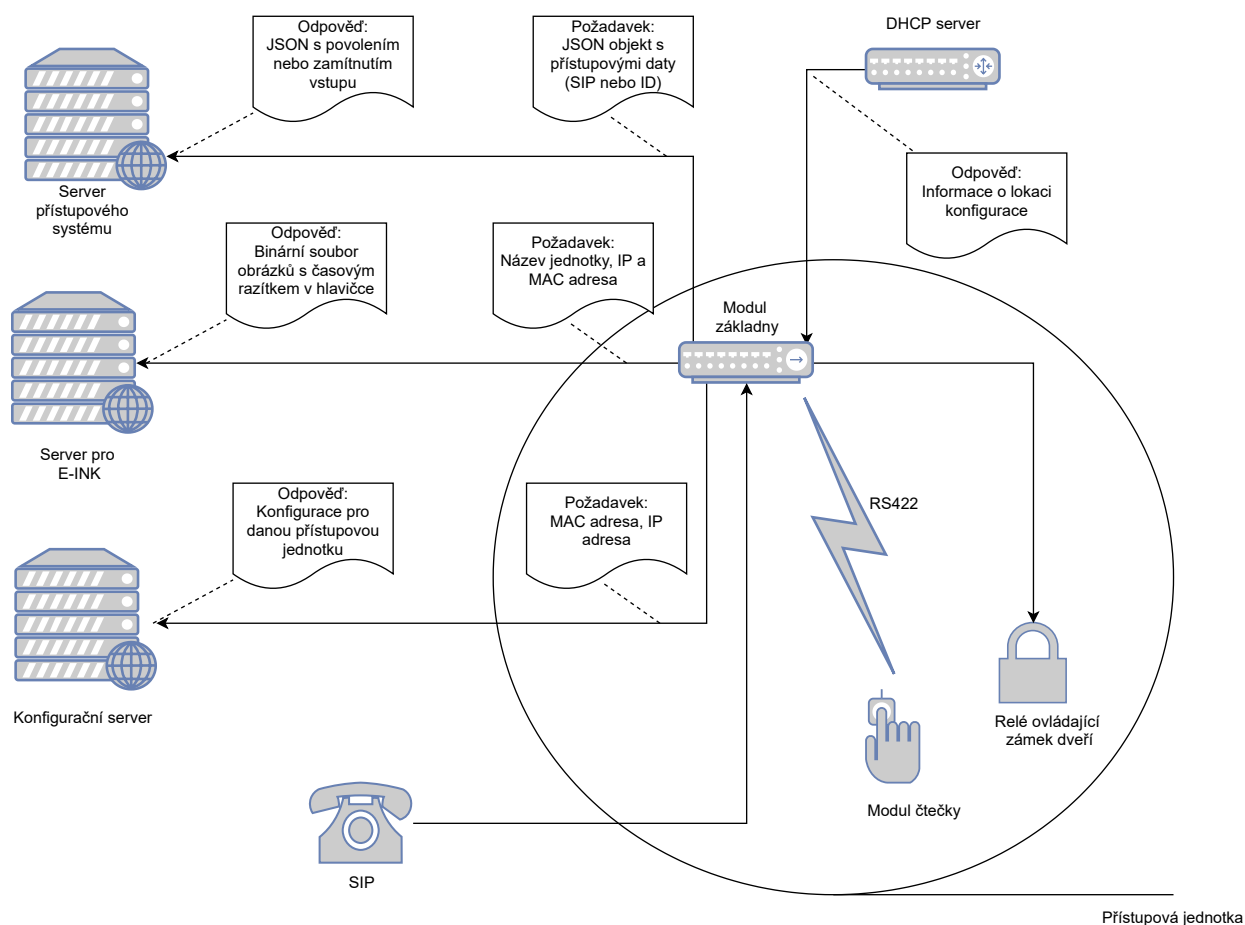 Odpověď:
JSON s povolením
nebo zamítnutím
vstupu
Požadavek:
JSON objekt s
přístupovými daty
(SIP nebo ID)
DHCP server
Odpověď:
Informace o lokaci
konfigurace
Server
přístupového
systému
Odpověď:
Binární soubor
obrázků s časovým
razítkem v hlavičce
Požadavek:
Název jednotky, IP a
MAC adresa
Modul
základny
Server pro
E-INK
Odpověď:
Konfigurace pro
danou přístupovou
jednotku
Požadavek:
MAC adresa, IP
adresa
RS422
Konfigurační server
Relé ovládající
zámek dveří
Modul čtečky
SIP
Přístupová jednotka